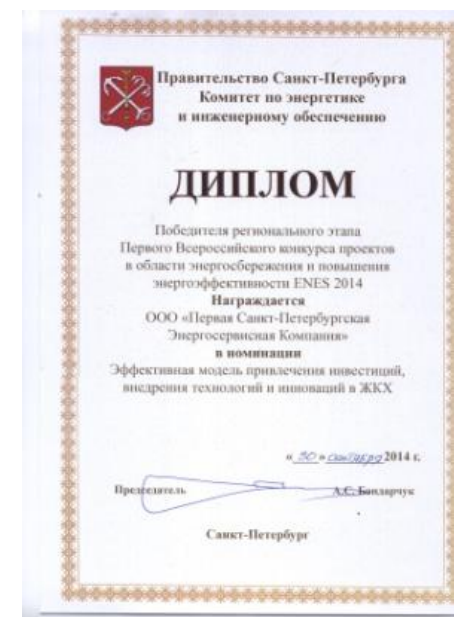 Правительство Санкт-Петербурга
Комитет по энергетике
и инженерному обеспечению
ДИПЛОМ
Победителя регионального этапа
Первого Всероссийского конкурса проектов
в области энергосбережения и повышения
энергоэффективности ENES 2014
Награждается
ООО «Первая Санкт-Петербургская
Энергосервисная Компания»
в номинации
Эффективная модель привлечения инвестиций,
внедрения технологий и инноваций в ЖКХ
« 30 » сентября 2014 г.
Председатель А.С. Бондарчук
Санкт-Петербург